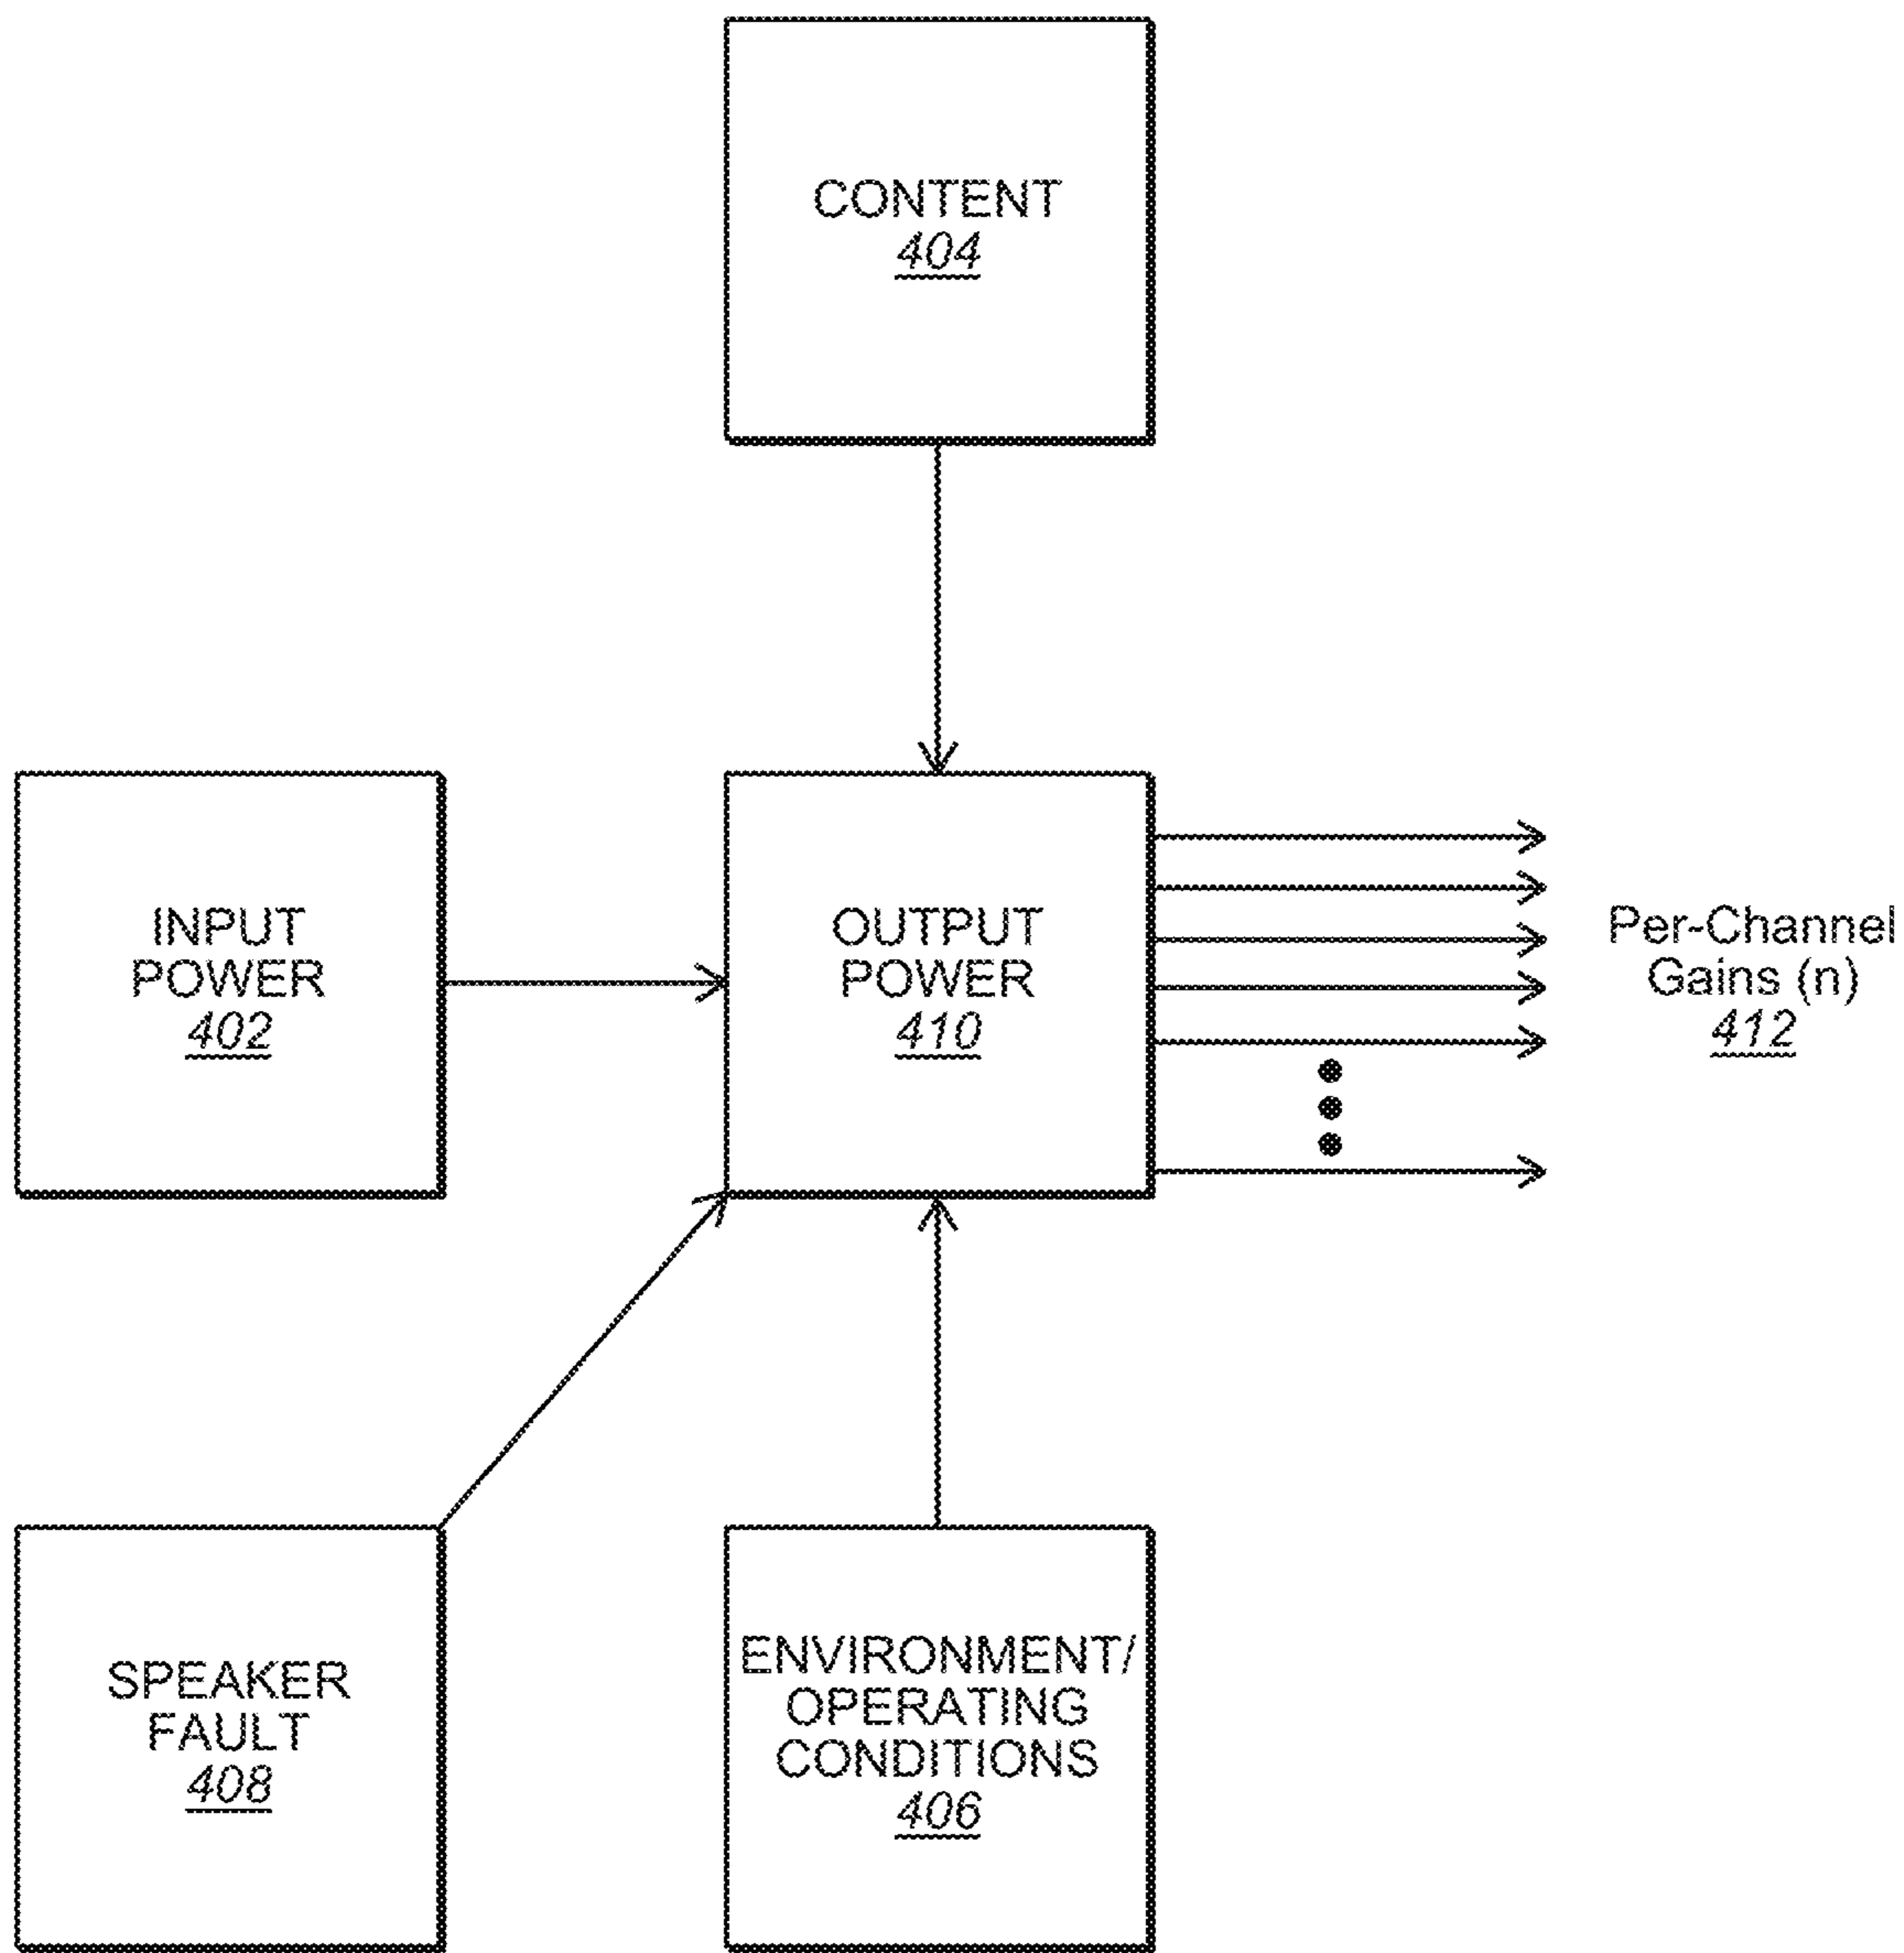 CONTENT
404
INPUT
POWER
402
OUTPUT
POWER
410
Per-Channel
Gains (n)
412
SPEAKER
FAULT
408
ENVIRONMENT/
OPERATING
CONDITIONS
406